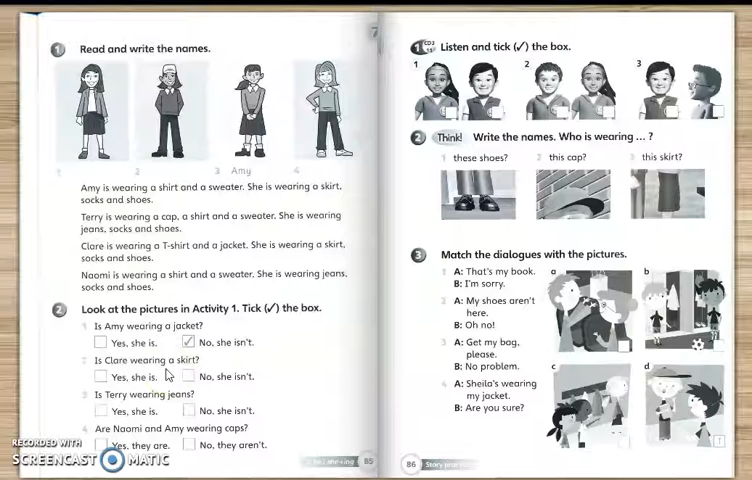 1 Read and write the names.
1 2 3 Amy 4
Amy is wearing a shirt and a sweater. She is wearing a skirt,
socks and shoes.
Terry is wearing a cap, a shirt and a sweater. She is wearing
jeans, socks and shoes.
Clare is wearing a T-shirt and a jacket. She is wearing a skirt,
socks and shoes.
Naomi is wearing a shirt and a sweater. She is wearing jeans,
socks and shoes.
2 Look at the pictures in Activity 1. Tick (✓) the box.
1 Is Amy wearing a jacket?
Yes, she is. ✓ No, she isn't.
2 Is Clare wearing a skirt?
Yes, she is. No, she isn't.
3 Is Terry wearing jeans?
Yes, she is. No, she isn't.
4 Are Naomi and Amy wearing caps?
Yes, they are. No, they aren't.
85
7
1 CD3 Listen and tick (✓) the box.
1 2 3
2 Think! Write the names. Who is wearing ... ?
1 these shoes? 2 this cap? 3 this skirt?
3 Match the dialogues with the pictures.
1 A: That's my book.
B: I'm sorry.
2 A: My shoes aren't
here.
B: Oh no!
3 A: Get my bag,
please.
B: No problem.
4 A: Sheila's wearing
my jacket.
B: Are you sure?
a b
c d
1
86 Story practice
RECORDED WITH
SCREENCAST MATIC